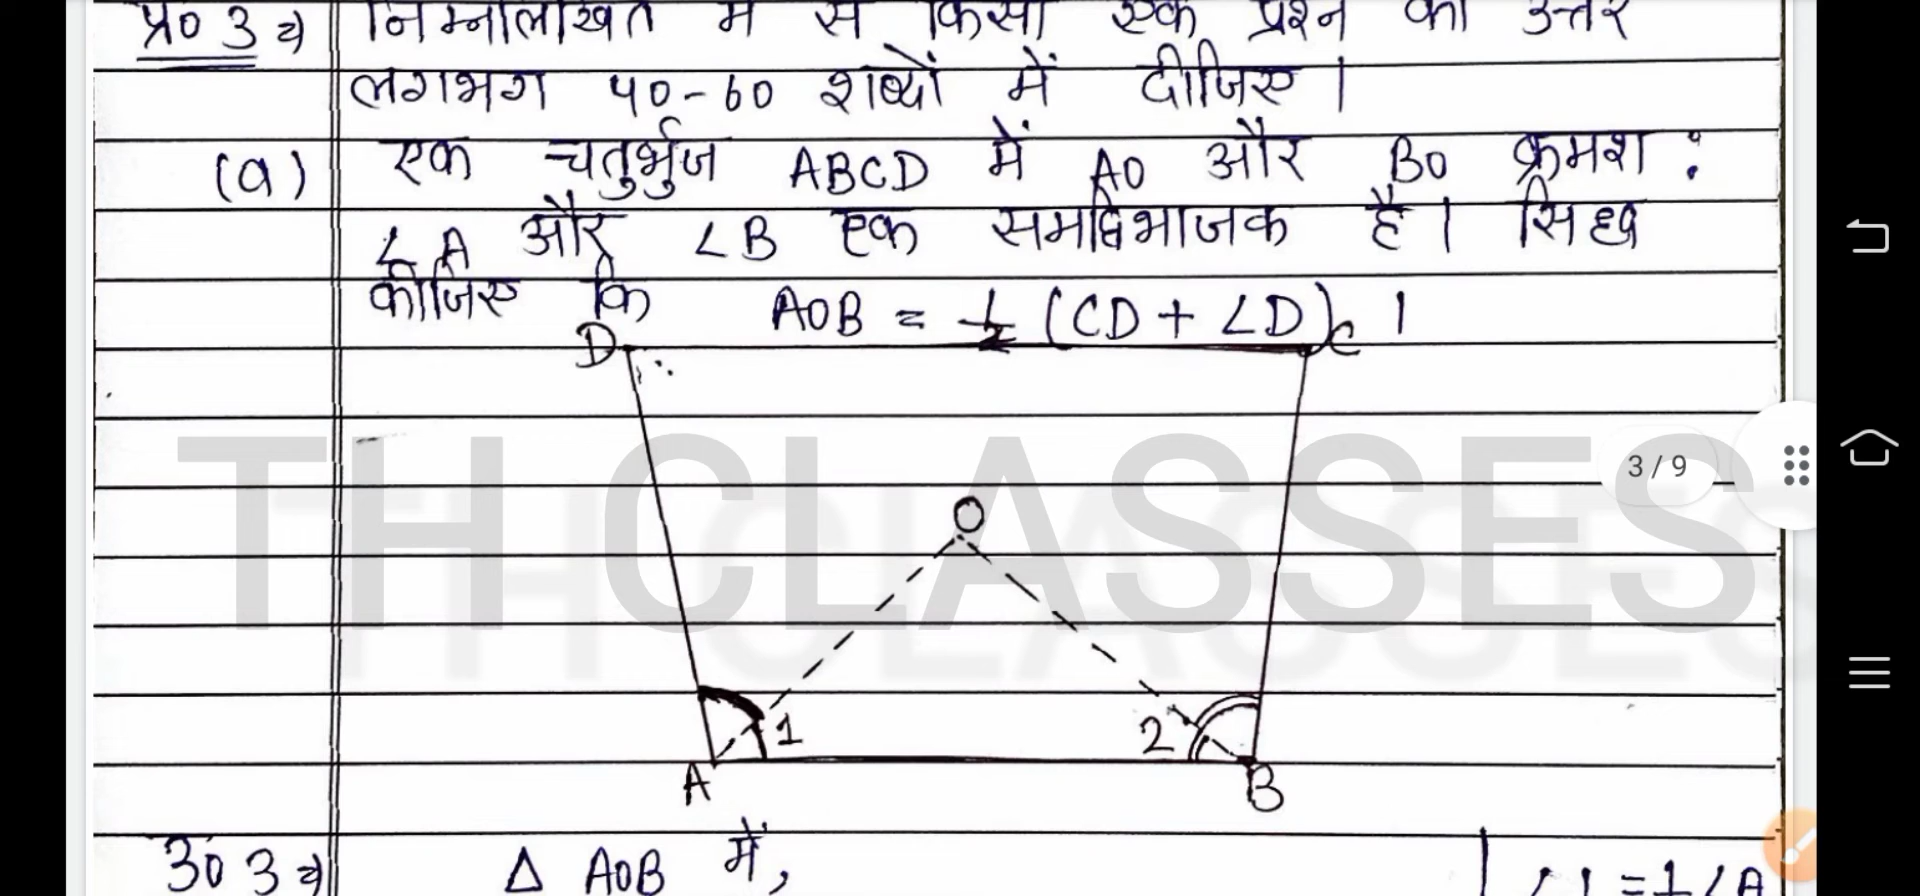 प्र० 3 => निम्नलिखित में से किसी एक प्रश्न का उत्तर
लगभग 40-60 शब्दों में दीजिए।
(a) एक चतुर्भुज ABCD में AO और BO क्रमश:
∠A और ∠B एक समद्विभाजक है। सिद्ध
कीजिए कि AOB = 1/2 (CD + ∠D)।
D C
TH CLASSES
3/9
O
1 2
A B
उ० 3 => Δ AOB में,
∠1 = 1/2 ∠A